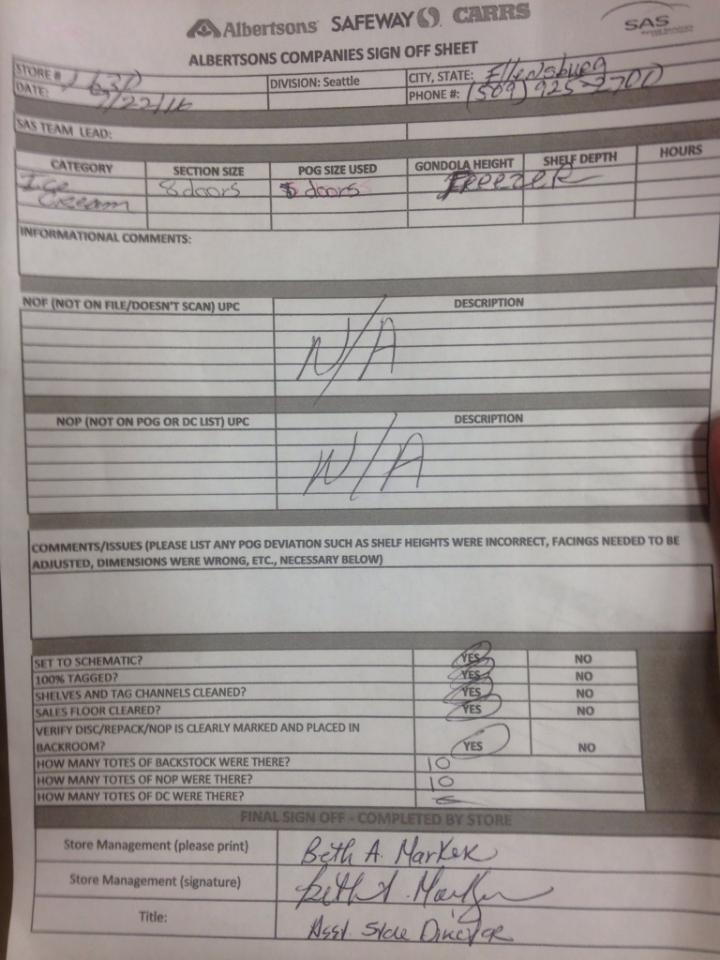 Albertsons SAFEWAY CARRS SAS
ALBERTSONS COMPANIES SIGN OFF SHEET
STORE # DIVISION: Seattle CITY, STATE: Ellensburg
DATE: 7/22/16 PHONE #: (509) 925-2700
SAS TEAM LEAD:
CATEGORY SECTION SIZE POG SIZE USED GONDOLA HEIGHT SHELF DEPTH HOURS
Ice 8 doors doors Freezer
Cream
INFORMATIONAL COMMENTS:
NOF (NOT ON FILE/DOESN'T SCAN) UPC DESCRIPTION
N/A
NOP (NOT ON POG OR DC LIST) UPC DESCRIPTION
N/A
COMMENTS/ISSUES (PLEASE LIST ANY POG DEVIATION SUCH AS SHELF HEIGHTS WERE INCORRECT, FACINGS NEEDED TO BE
ADJUSTED, DIMENSIONS WERE WRONG, ETC., NECESSARY BELOW)
SET TO SCHEMATIC? YES NO
100% TAGGED? YES NO
SHELVES AND TAG CHANNELS CLEANED? YES NO
SALES FLOOR CLEARED? YES NO
VERIFY DISC/REPACK/NOP IS CLEARLY MARKED AND PLACED IN
BACKROOM? YES NO
HOW MANY TOTES OF BACKSTOCK WERE THERE? 10
HOW MANY TOTES OF NOP WERE THERE? 10
HOW MANY TOTES OF DC WERE THERE?
FINAL SIGN OFF - COMPLETED BY STORE
Store Management (please print) Beth A. Marker
Store Management (signature) Beth A. Marker
Title: Asst. Store Director